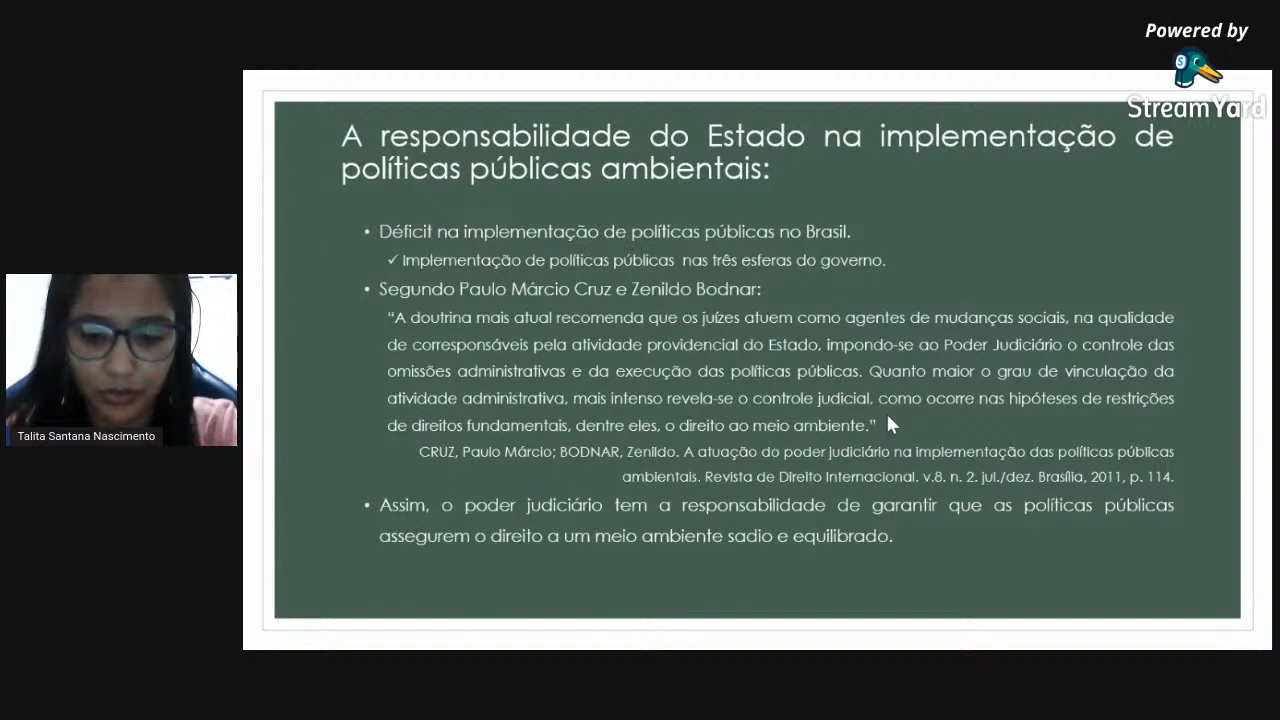 Powered by
StreamYard
A responsabilidade do Estado na implementação de
políticas públicas ambientais:
• Déficit na implementação de políticas públicas no Brasil.
✓ Implementação de políticas públicas nas três esferas do governo.
• Segundo Paulo Márcio Cruz e Zenildo Bodnar:
“A doutrina mais atual recomenda que os juízes atuem como agentes de mudanças sociais, na qualidade
de corresponsáveis pela atividade providencial do Estado, impondo-se ao Poder Judiciário o controle das
omissões administrativas e da execução das políticas públicas. Quanto maior o grau de vinculação da
atividade administrativa, mais intenso revela-se o controle judicial, como ocorre nas hipóteses de restrições
de direitos fundamentais, dentre eles, o direito ao meio ambiente.”
CRUZ, Paulo Márcio; BODNAR, Zenildo. A atuação do poder judiciário na implementação das políticas públicas
ambientais. Revista de Direito Internacional. v.8. n. 2. jul./dez. Brasília, 2011, p. 114.
• Assim, o poder judiciário tem a responsabilidade de garantir que as políticas públicas
assegurem o direito a um meio ambiente sadio e equilibrado.
Talita Santana Nascimento